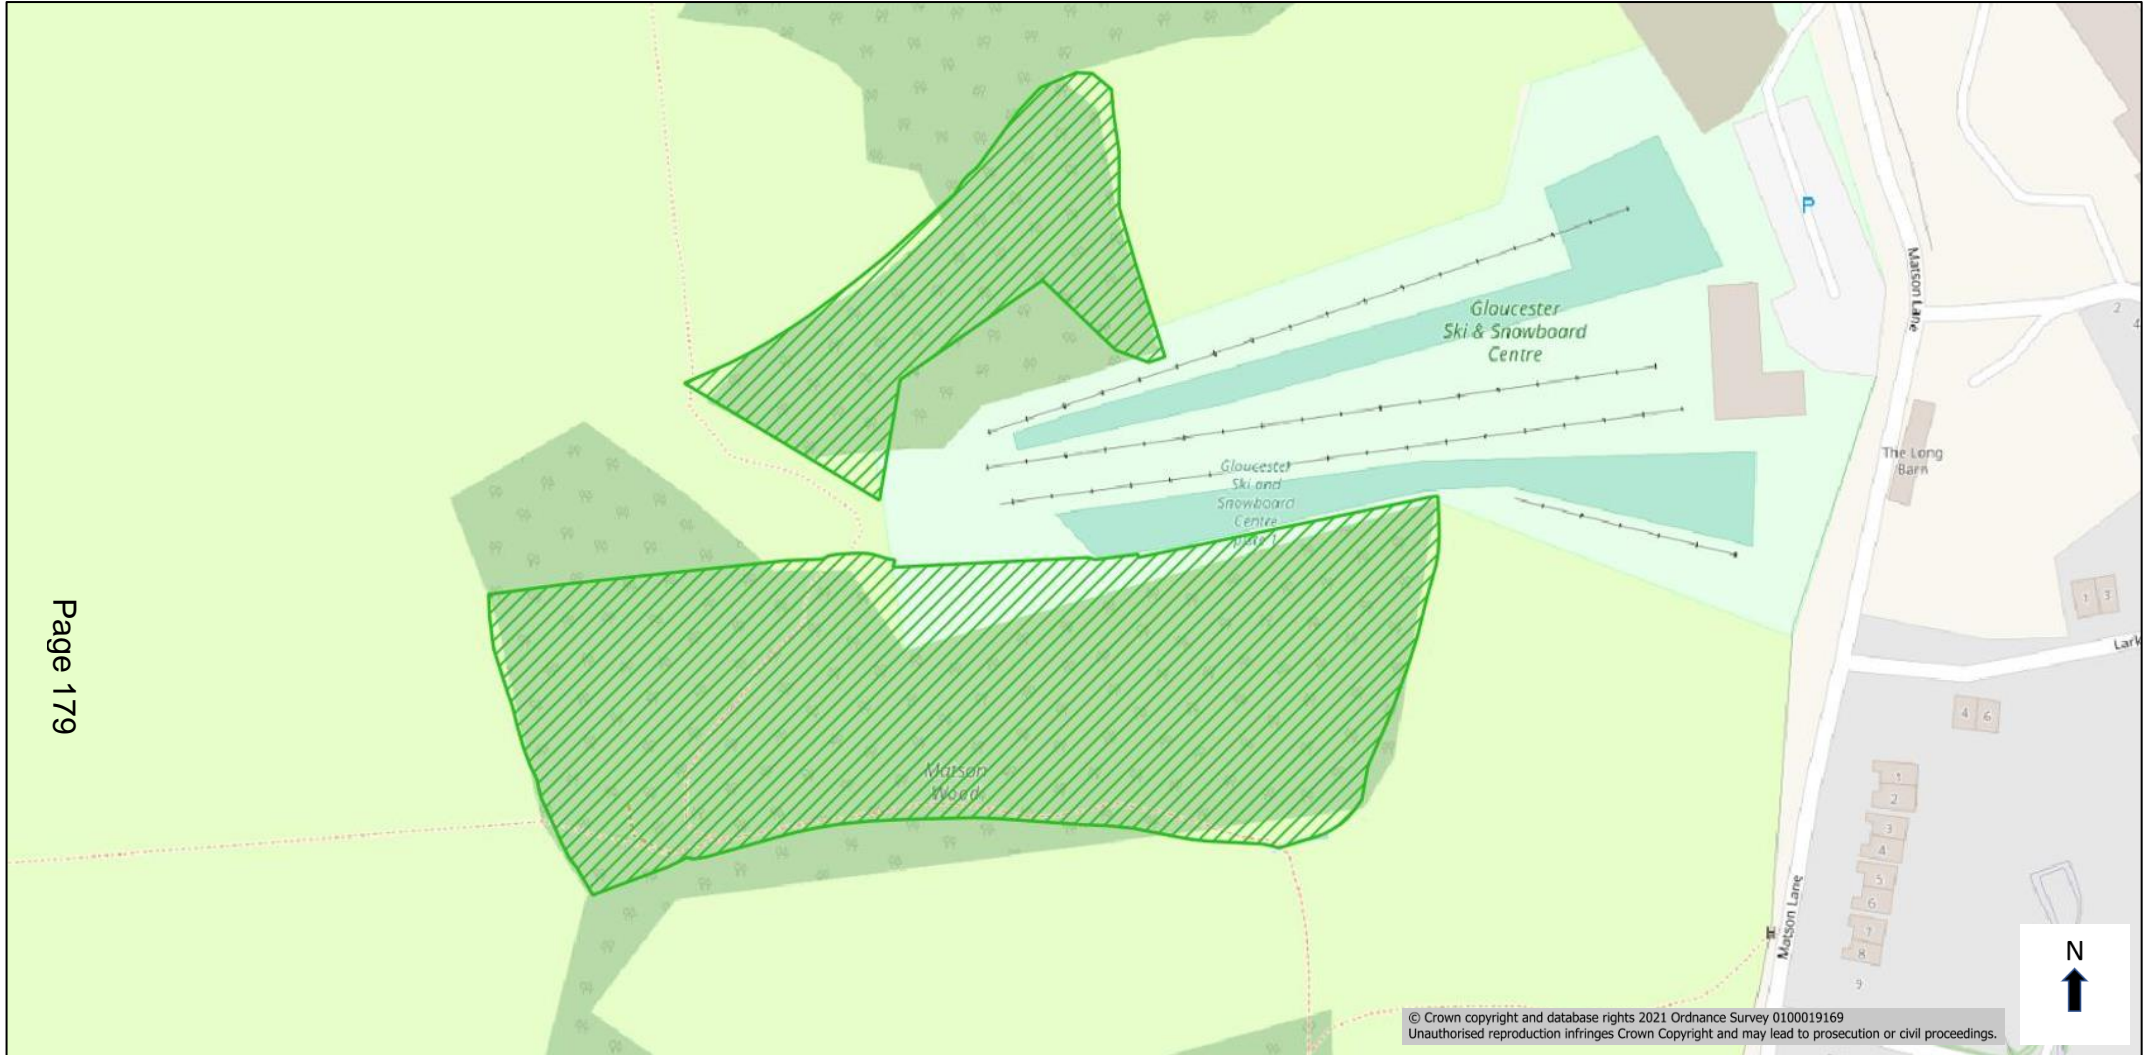 P
Matson Lane
Gloucester
Ski & Snowboard
Centre
2
4
The Long
Barn
Gloucester
Ski and
Snowboard
Centre
1
3
Lark
Page 179
4
6
Matson
Wood
1
2
3
4
5
6
7
8
9
Matson Lane
N
© Crown copyright and database rights 2021 Ordnance Survey 0100019169
Unauthorised reproduction infringes Crown Copyright and may lead to prosecution or civil proceedings.